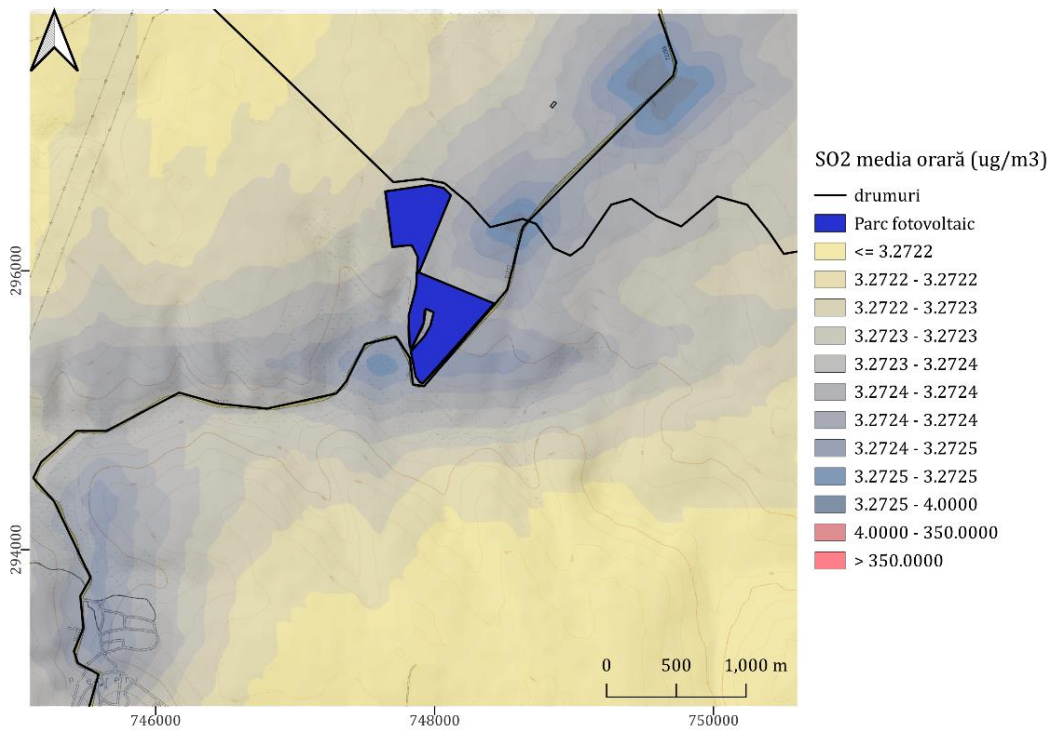 SO2 media orară (ug/m3)
drumuri
Parc fotovoltaic
<= 3.2722
3.2722 - 3.2722
3.2722 - 3.2723
3.2723 - 3.2723
3.2723 - 3.2724
3.2724 - 3.2724
3.2724 - 3.2724
3.2724 - 3.2725
3.2725 - 3.2725
3.2725 - 4.0000
4.0000 - 350.0000
> 350.0000
296000
294000
0 500 1,000 m
746000 748000 750000